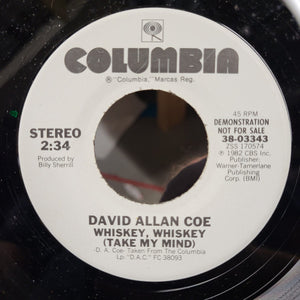 COLUMBIA
® "Columbia," Marcas Reg.
45 RPM
STEREO
2:34
DEMONSTRATION
NOT FOR SALE
38-03343
ZSS 170574
Produced by
Billy Sherrill
℗ 1982 CBS Inc.
Publisher:
Warner-Tamerlane
Publishing
Corp. (BMI)
DAVID ALLAN COE
WHISKEY, WHISKEY
(TAKE MY MIND)
-D. A. Coe- Taken From The Columbia
Lp: "D.A.C." FC 38093